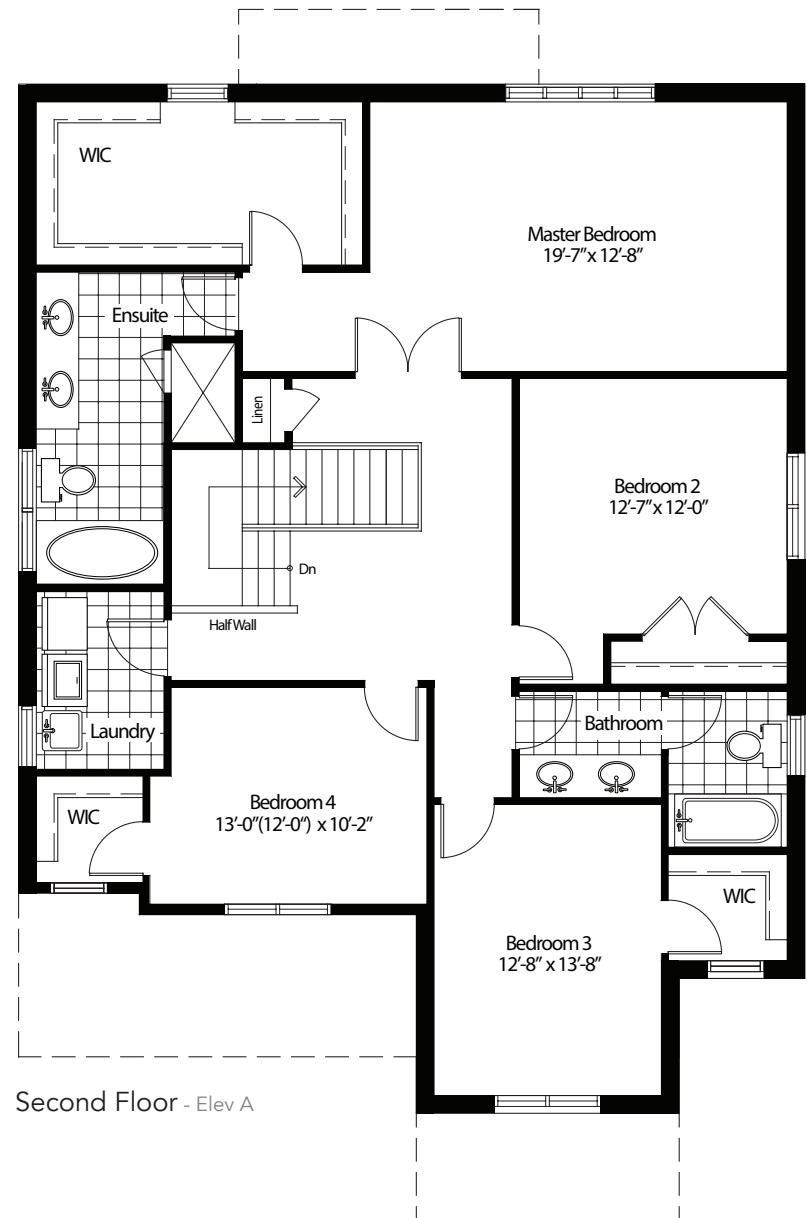 WIC
Master Bedroom
19’-7” x 12’-8”
Ensuite
Linen
Bedroom 2
12’-7” x 12’-0”
Dn
Half Wall
Laundry
Bathroom
WIC
Bedroom 4
13’-0”(12’-0“) x 10’-2”
WIC
Bedroom 3
12’-8” x 13’-8”
Second Floor - Elev A